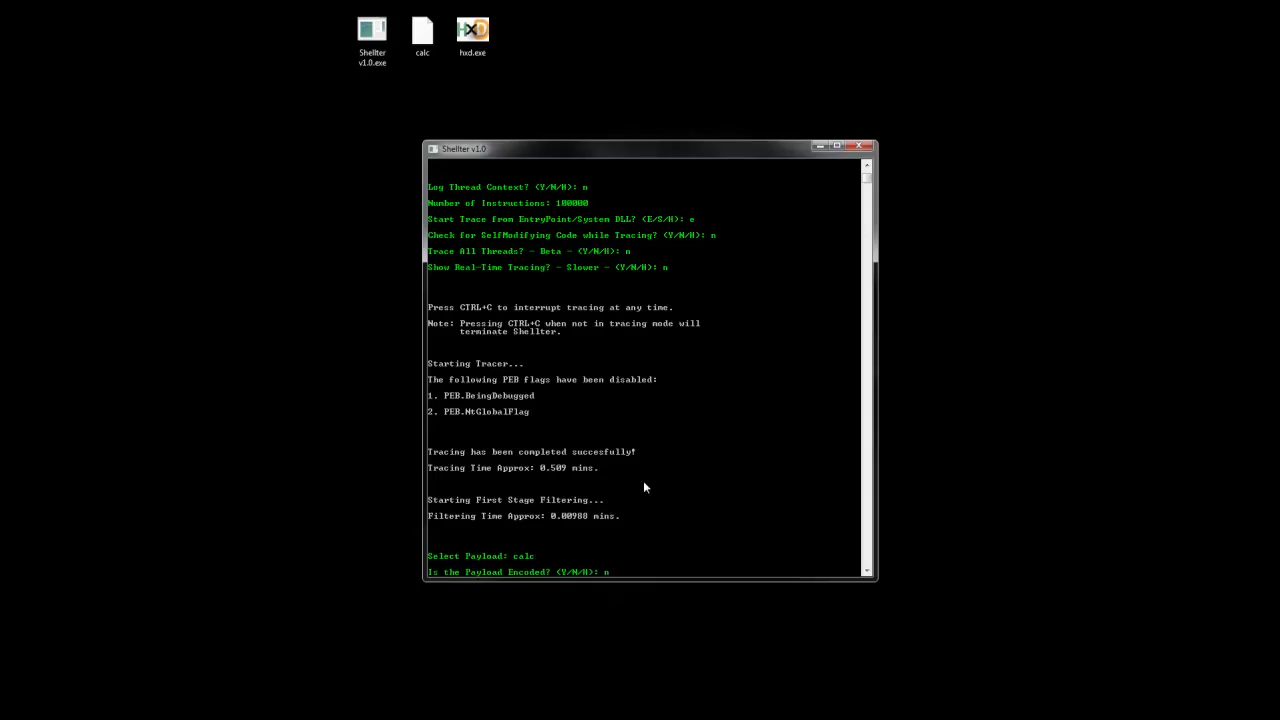 Shellter
v1.0.exe
calc
HxD
hxd.exe
Shellter v1.0
Log Thread Context? (Y/N/H): n
Number of Instructions: 100000
Start Trace from EntryPoint/System DLL? (E/S/H): e
Check for SelfModifying Code while Tracing? (Y/N/H): n
Trace All Threads? - Beta - (Y/N/H): n
Show Real-Time Tracing? - Slower - (Y/N/H): n
Press CTRL+C to interrupt tracing at any time.
Note: Pressing CTRL+C when not in tracing mode will
terminate Shellter.
Starting Tracer...
The following PEB flags have been disabled:
1. PEB.BeingDebugged
2. PEB.NtGlobalFlag
Tracing has been completed succesfully!
Tracing Time Approx: 0.509 mins.
Starting First Stage Filtering...
Filtering Time Approx: 0.00988 mins.
Select Payload: calc
Is the Payload Encoded? (Y/N/H): n